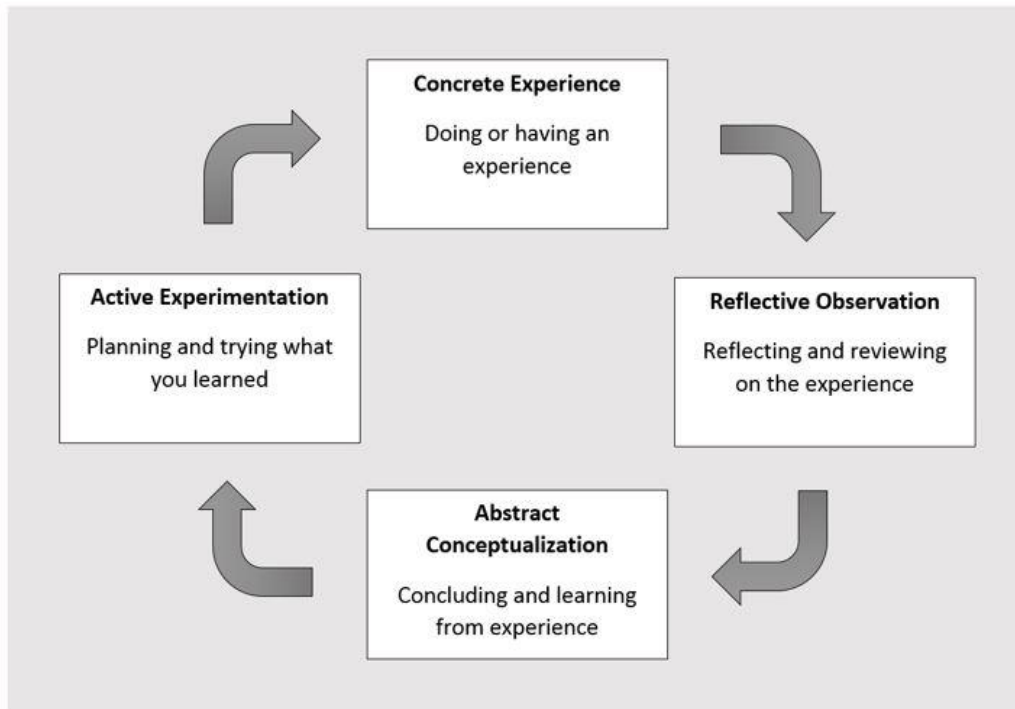 Concrete Experience
Doing or having an
experience
Reflective Observation
Reflecting and reviewing
on the experience
Abstract
Conceptualization
Concluding and learning
from experience
Active Experimentation
Planning and trying what
you learned